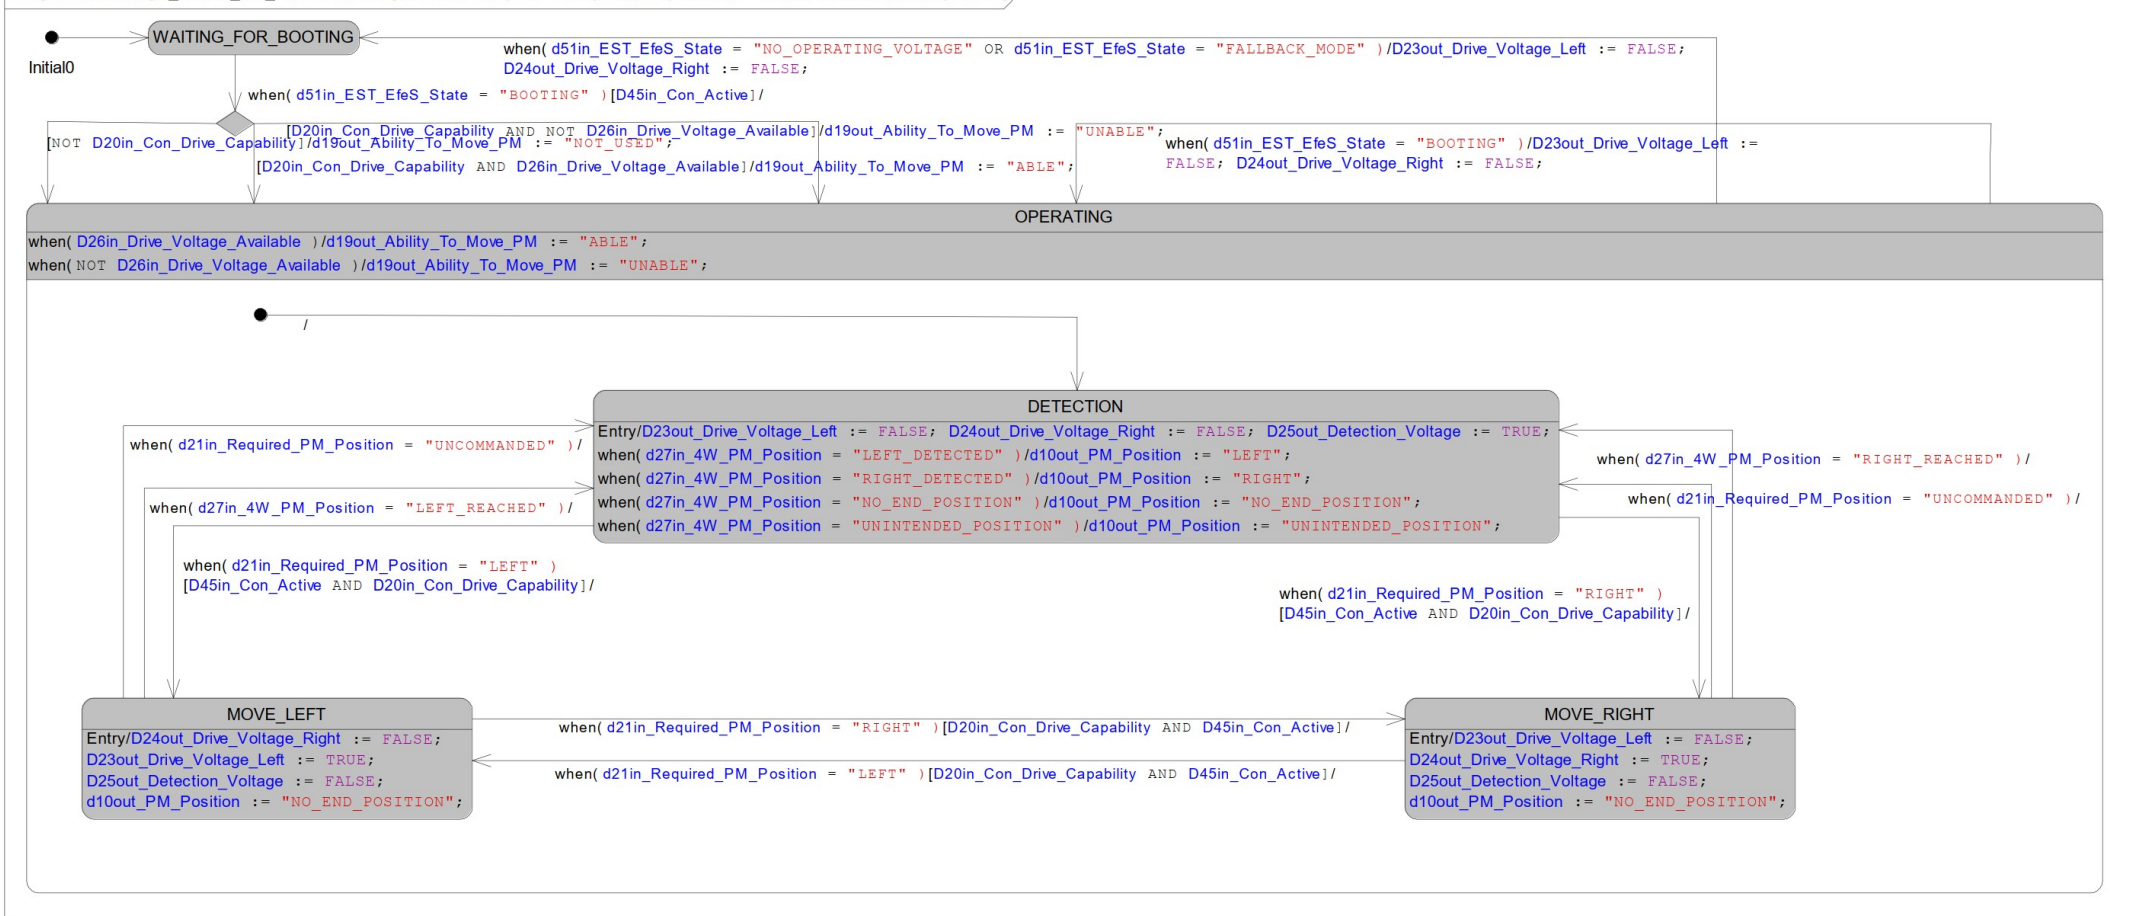 WAITING_FOR_BOOTING
Initial0
when( d51in_EST_EfeS_State = "NO_OPERATING_VOLTAGE" OR d51in_EST_EfeS_State = "FALLBACK_MODE" )/D23out_Drive_Voltage_Left := FALSE;
D24out_Drive_Voltage_Right := FALSE;
when( d51in_EST_EfeS_State = "BOOTING" )[D45in_Con_Active]/
[D20in_Con_Drive_Capability AND NOT D26in_Drive_Voltage_Available]/d19out_Ability_To_Move_PM := "UNABLE";
[NOT D20in_Con_Drive_Capability]/d19out_Ability_To_Move_PM := "NOT_USED";
[D20in_Con_Drive_Capability AND D26in_Drive_Voltage_Available]/d19out_Ability_To_Move_PM := "ABLE";
when( d51in_EST_EfeS_State = "BOOTING" )/D23out_Drive_Voltage_Left :=
FALSE; D24out_Drive_Voltage_Right := FALSE;
OPERATING
when( D26in_Drive_Voltage_Available )/d19out_Ability_To_Move_PM := "ABLE";
when( NOT D26in_Drive_Voltage_Available )/d19out_Ability_To_Move_PM := "UNABLE";
/
DETECTION
Entry/D23out_Drive_Voltage_Left := FALSE; D24out_Drive_Voltage_Right := FALSE; D25out_Detection_Voltage := TRUE;
when( d27in_4W_PM_Position = "LEFT_DETECTED" )/d10out_PM_Position := "LEFT";
when( d27in_4W_PM_Position = "RIGHT_DETECTED" )/d10out_PM_Position := "RIGHT";
when( d27in_4W_PM_Position = "NO_END_POSITION" )/d10out_PM_Position := "NO_END_POSITION";
when( d27in_4W_PM_Position = "UNINTENDED_POSITION" )/d10out_PM_Position := "UNINTENDED_POSITION";
when( d21in_Required_PM_Position = "UNCOMMANDED" )/
when( d27in_4W_PM_Position = "LEFT_REACHED" )/
when( d27in_4W_PM_Position = "RIGHT_REACHED" )/
when( d21in_Required_PM_Position = "UNCOMMANDED" )/
when( d21in_Required_PM_Position = "LEFT" )
[D45in_Con_Active AND D20in_Con_Drive_Capability]/
when( d21in_Required_PM_Position = "RIGHT" )
[D45in_Con_Active AND D20in_Con_Drive_Capability]/
MOVE_LEFT
Entry/D24out_Drive_Voltage_Right := FALSE;
D23out_Drive_Voltage_Left := TRUE;
D25out_Detection_Voltage := FALSE;
d10out_PM_Position := "NO_END_POSITION";
when( d21in_Required_PM_Position = "RIGHT" )[D20in_Con_Drive_Capability AND D45in_Con_Active]/
when( d21in_Required_PM_Position = "LEFT" )[D20in_Con_Drive_Capability AND D45in_Con_Active]/
MOVE_RIGHT
Entry/D23out_Drive_Voltage_Left := FALSE;
D24out_Drive_Voltage_Right := TRUE;
D25out_Detection_Voltage := FALSE;
d10out_PM_Position := "NO_END_POSITION";